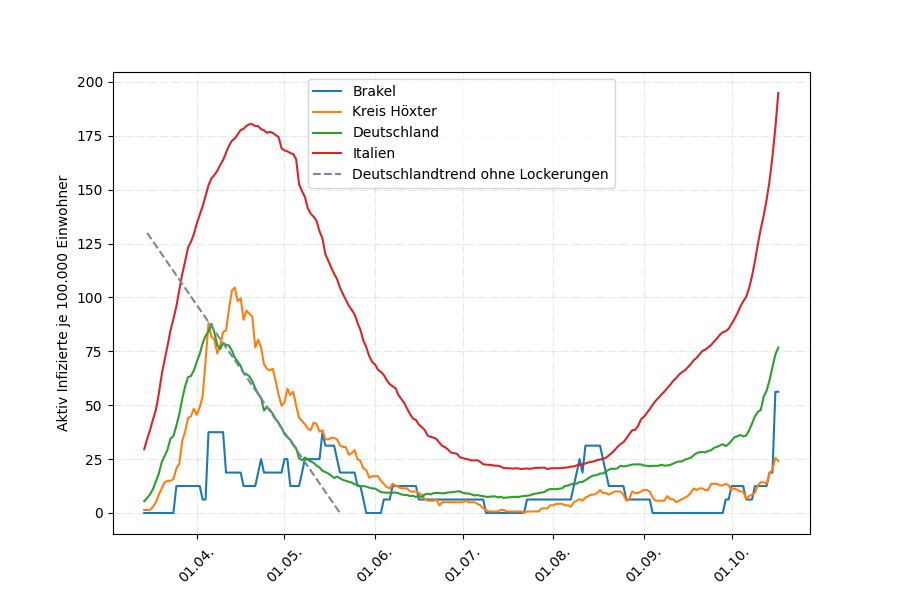 Aktiv Infizierte je 100.000 Einwohner
200
175
150
125
100
75
50
25
0
Brakel
Kreis Höxter
Deutschland
Italien
Deutschlandtrend ohne Lockerungen
01.04.
01.05.
01.06.
01.07.
01.08.
01.09.
01.10.